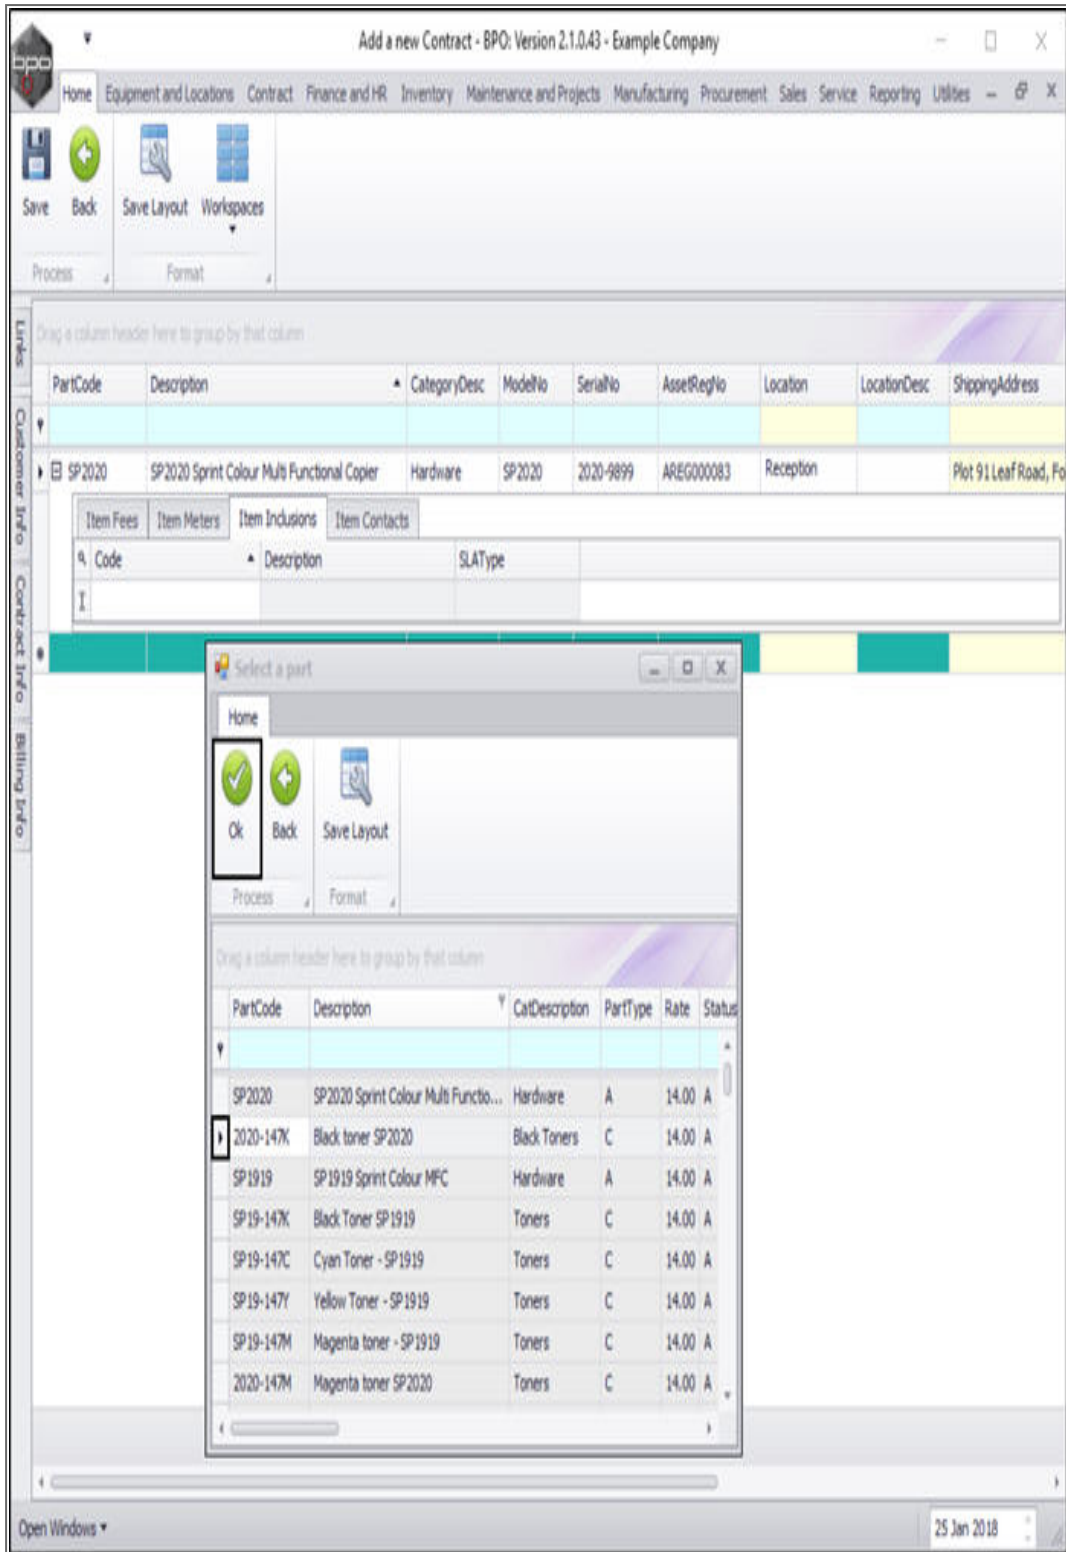 Add a new Contract - BPO: Version 2.1.0.43 - Example Company
bpo
Home Equipment and Locations Contract Finance and HR Inventory Maintenance and Projects Manufacturing Procurement Sales Service Reporting Utilities
Save Back Save Layout Workspaces
Process Format
Links
Customer Info
Contract Info
Billing Info
Drag a column header here to group by that column
PartCode Description CategoryDesc ModelNo SerialNo AssetRegNo Location LocationDesc ShippingAddress
SP2020 SP2020 Sprint Colour Multi Functional Copier Hardware SP2020 2020-9899 AREG000083 Reception Plot 91 Leaf Road, Fo
Item Fees Item Meters Item Inclusions Item Contacts
Code Description SLAType
Select a part
Home
Ok Back Save Layout
Process Format
Drag a column header here to group by that column
PartCode Description CatDescription PartType Rate Status
SP2020 SP2020 Sprint Colour Multi Functio... Hardware A 14.00 A
2020-147K Black toner SP2020 Black Toners C 14.00 A
SP1919 SP1919 Sprint Colour MFC Hardware A 14.00 A
SP19-147K Black Toner SP1919 Toners C 14.00 A
SP19-147C Cyan Toner - SP1919 Toners C 14.00 A
SP19-147Y Yellow Toner - SP1919 Toners C 14.00 A
SP19-147M Magenta toner - SP1919 Toners C 14.00 A
2020-147M Magenta toner SP2020 Toners C 14.00 A
Open Windows
25 Jan 2018